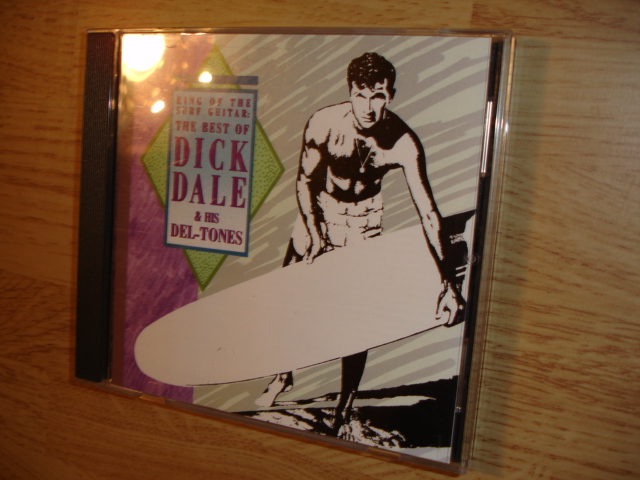 KING OF THE
SURF GUITAR:
THE BEST OF
DICK
DALE
& HIS
DEL-TONES